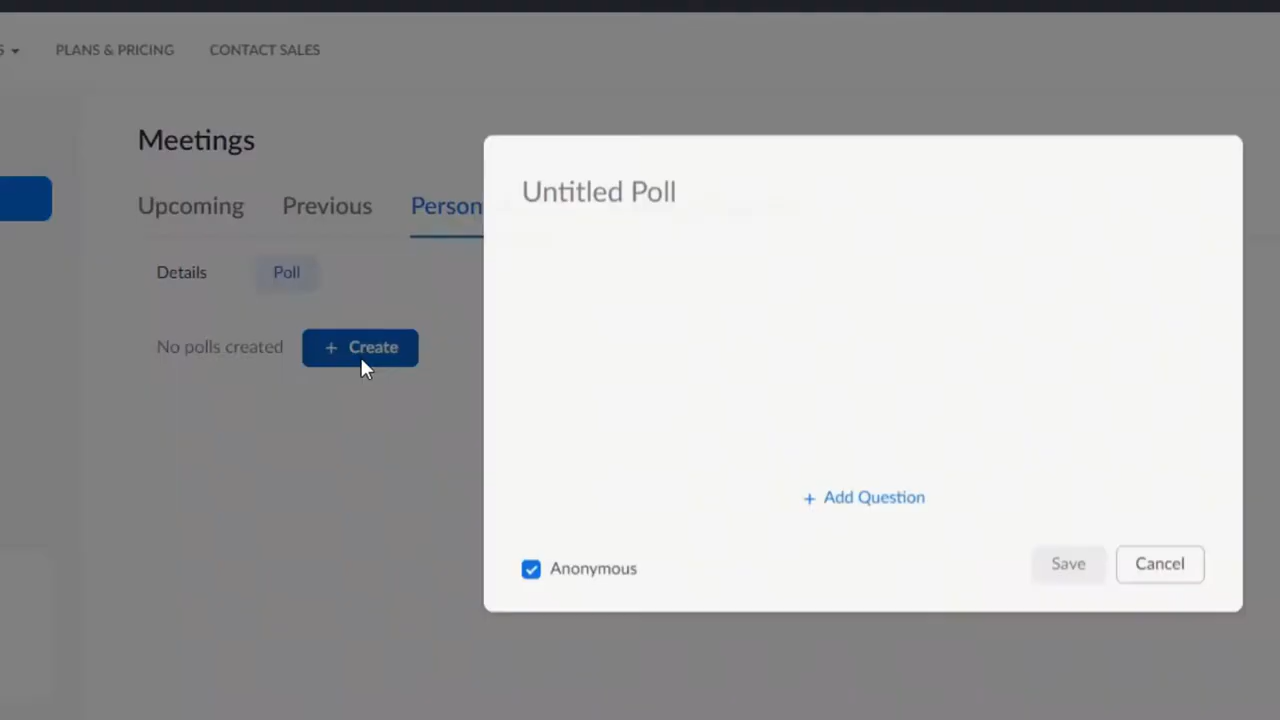 PLANS & PRICING CONTACT SALES
Meetings
Upcoming Previous Person
Details Poll
No polls created + Create
Untitled Poll
+ Add Question
Anonymous
Save Cancel